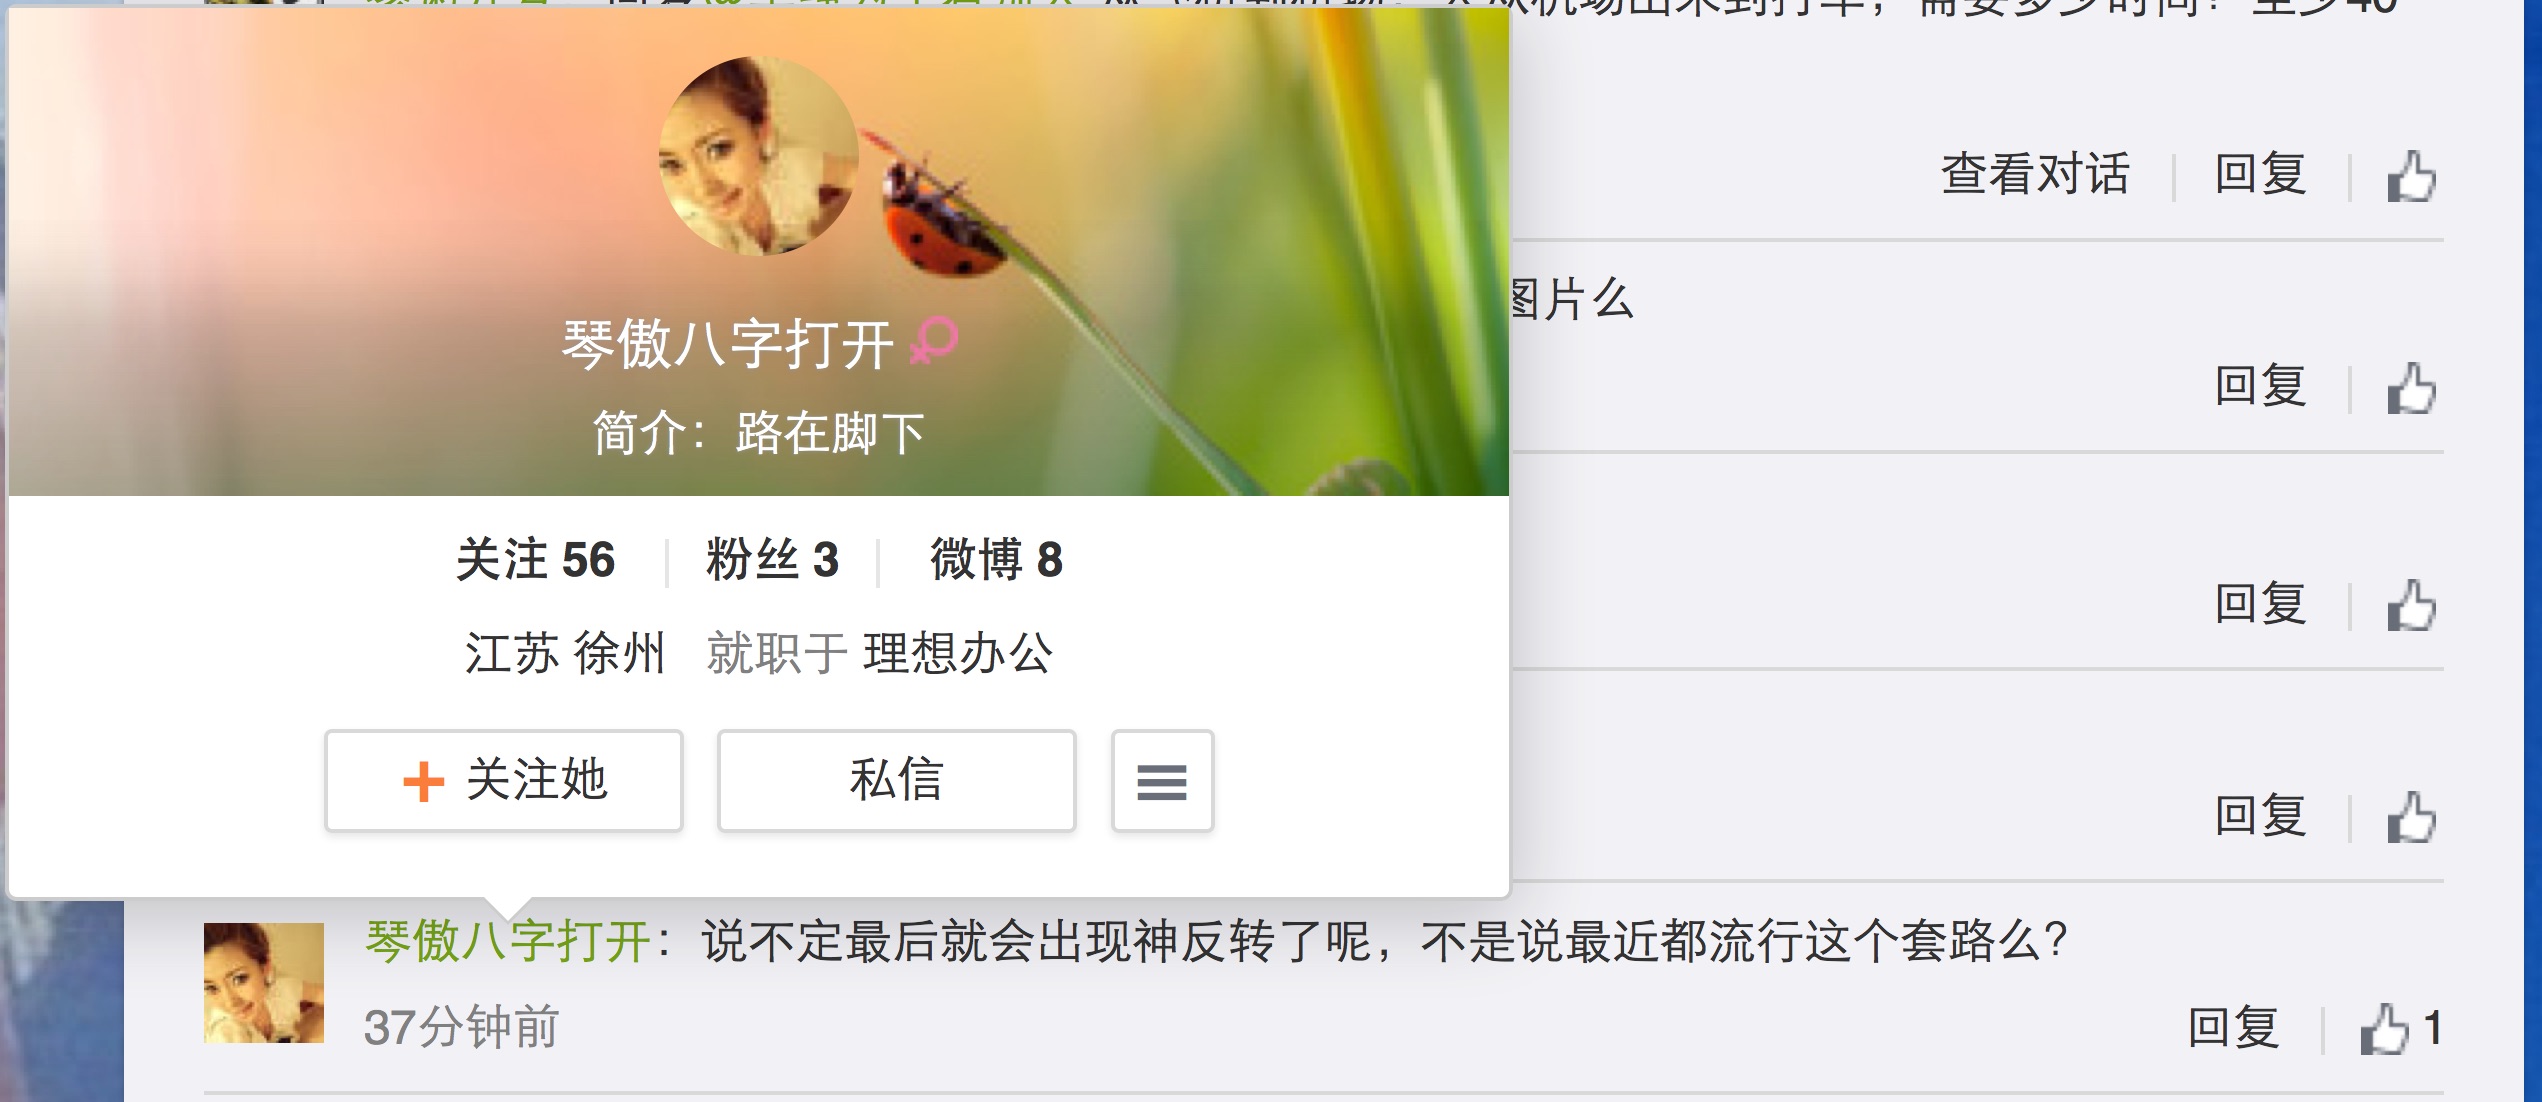 从机场出来到打车，需要多少时间？至少40
查看对话 回复
图片么
回复
回复
回复
琴傲八字打开
简介：路在脚下
关注 56 粉丝 3 微博 8
江苏 徐州 就职于 理想办公
关注她 私信
琴傲八字打开：说不定最后就会出现神反转了呢，不是说最近都流行这个套路么？
37分钟前 回复 1